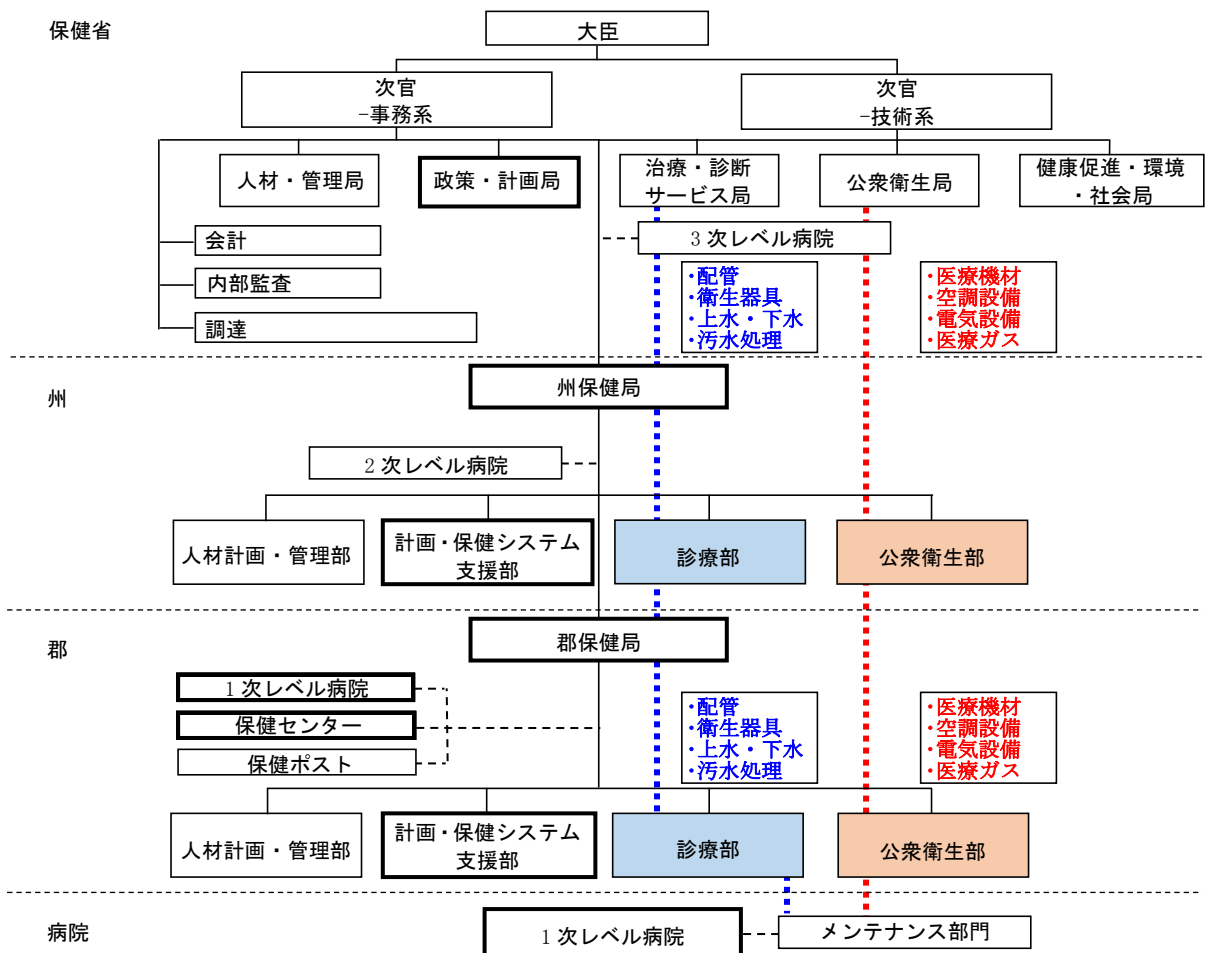 保健省
大臣
次官
-事務系
次官
-技術系
人材・管理局
政策・計画局
治療・診断
サービス局
公衆衛生局
健康促進・環境
・社会局
会計
内部監査
調達
3 次レベル病院
・配管
・衛生器具
・上水・下水
・汚水処理
・医療機材
・空調設備
・電気設備
・医療ガス
州
州保健局
2 次レベル病院
人材計画・管理部
計画・保健システム
支援部
診療部
公衆衛生部
郡
郡保健局
1 次レベル病院
保健センター
保健ポスト
・配管
・衛生器具
・上水・下水
・汚水処理
・医療機材
・空調設備
・電気設備
・医療ガス
人材計画・管理部
計画・保健システム
支援部
診療部
公衆衛生部
病院
1 次レベル病院
メンテナンス部門